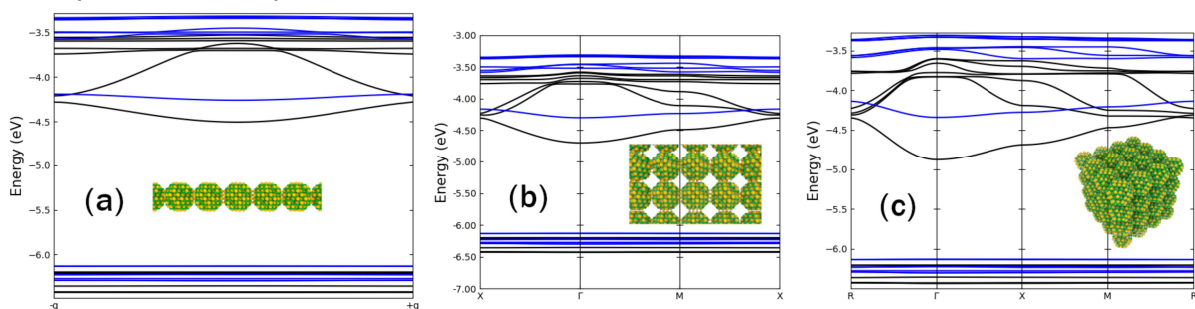 Energy (eV)
−3.5
−4.0
−4.5
−5.0
−5.5
−6.0
(a)
-α
+α
Energy (eV)
−3.00
−3.50
−4.00
−4.50
−5.00
−5.50
−6.00
−6.50
−7.00
(b)
X
Γ
M
X
Energy (eV)
−3.5
−4.0
−4.5
−5.0
−5.5
−6.0
(c)
R
Γ
X
M
R